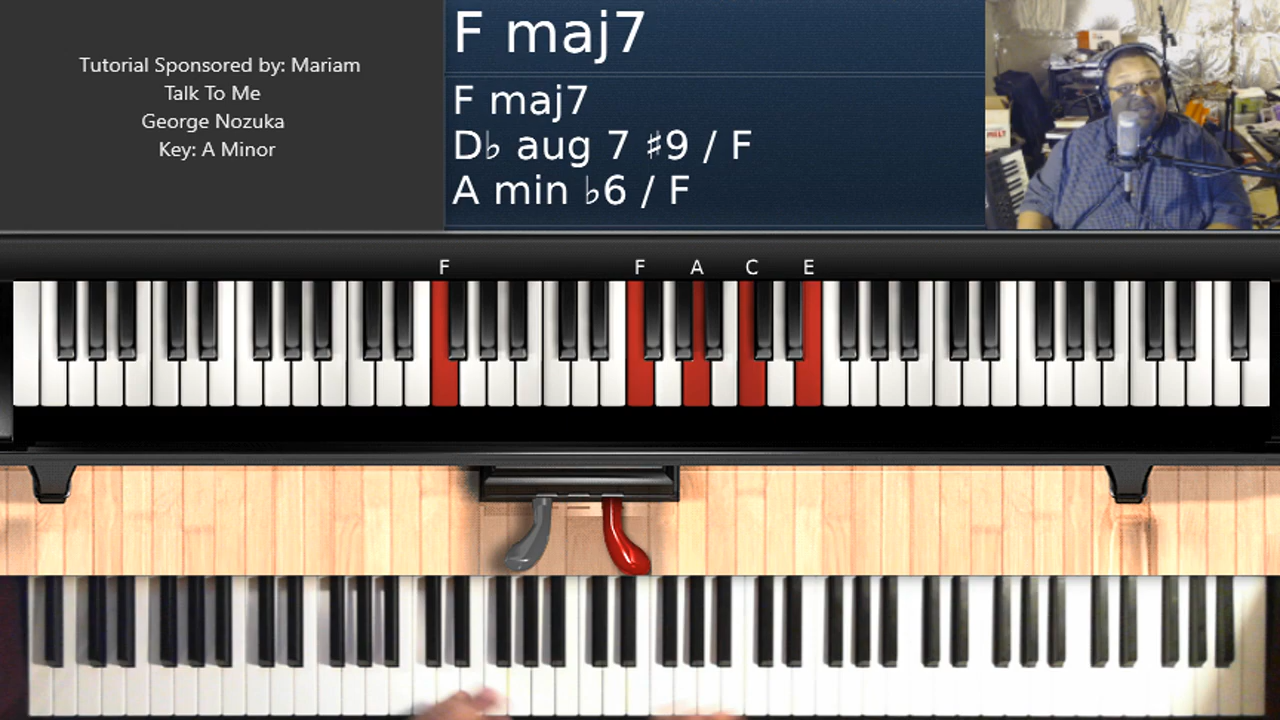 Tutorial Sponsored by: Mariam
Talk To Me
George Nozuka
Key: A Minor
F maj7
F maj7
D♭ aug 7 ♯9 / F
A min ♭6 / F
F F A C E